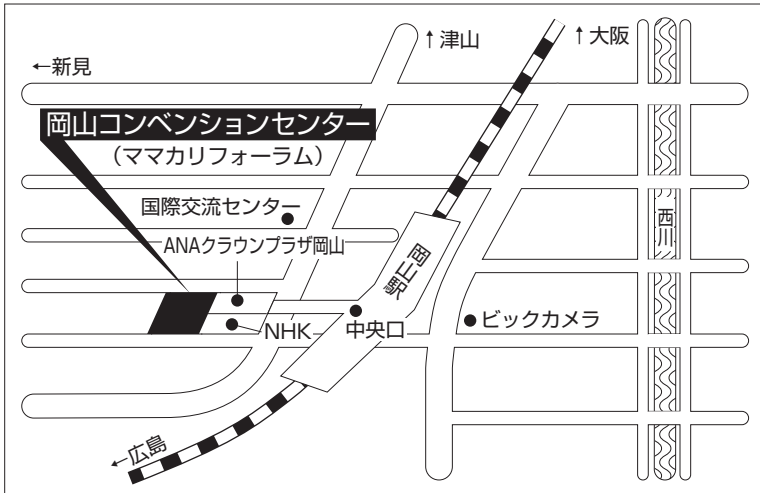 ↑津山
↑大阪
←新見
岡山コンベンションセンター
（ママカリフォーラム）
国際交流センター
ANAクラウンプラザ岡山
岡山駅
西川
NHK
中央口
ビックカメラ
←広島